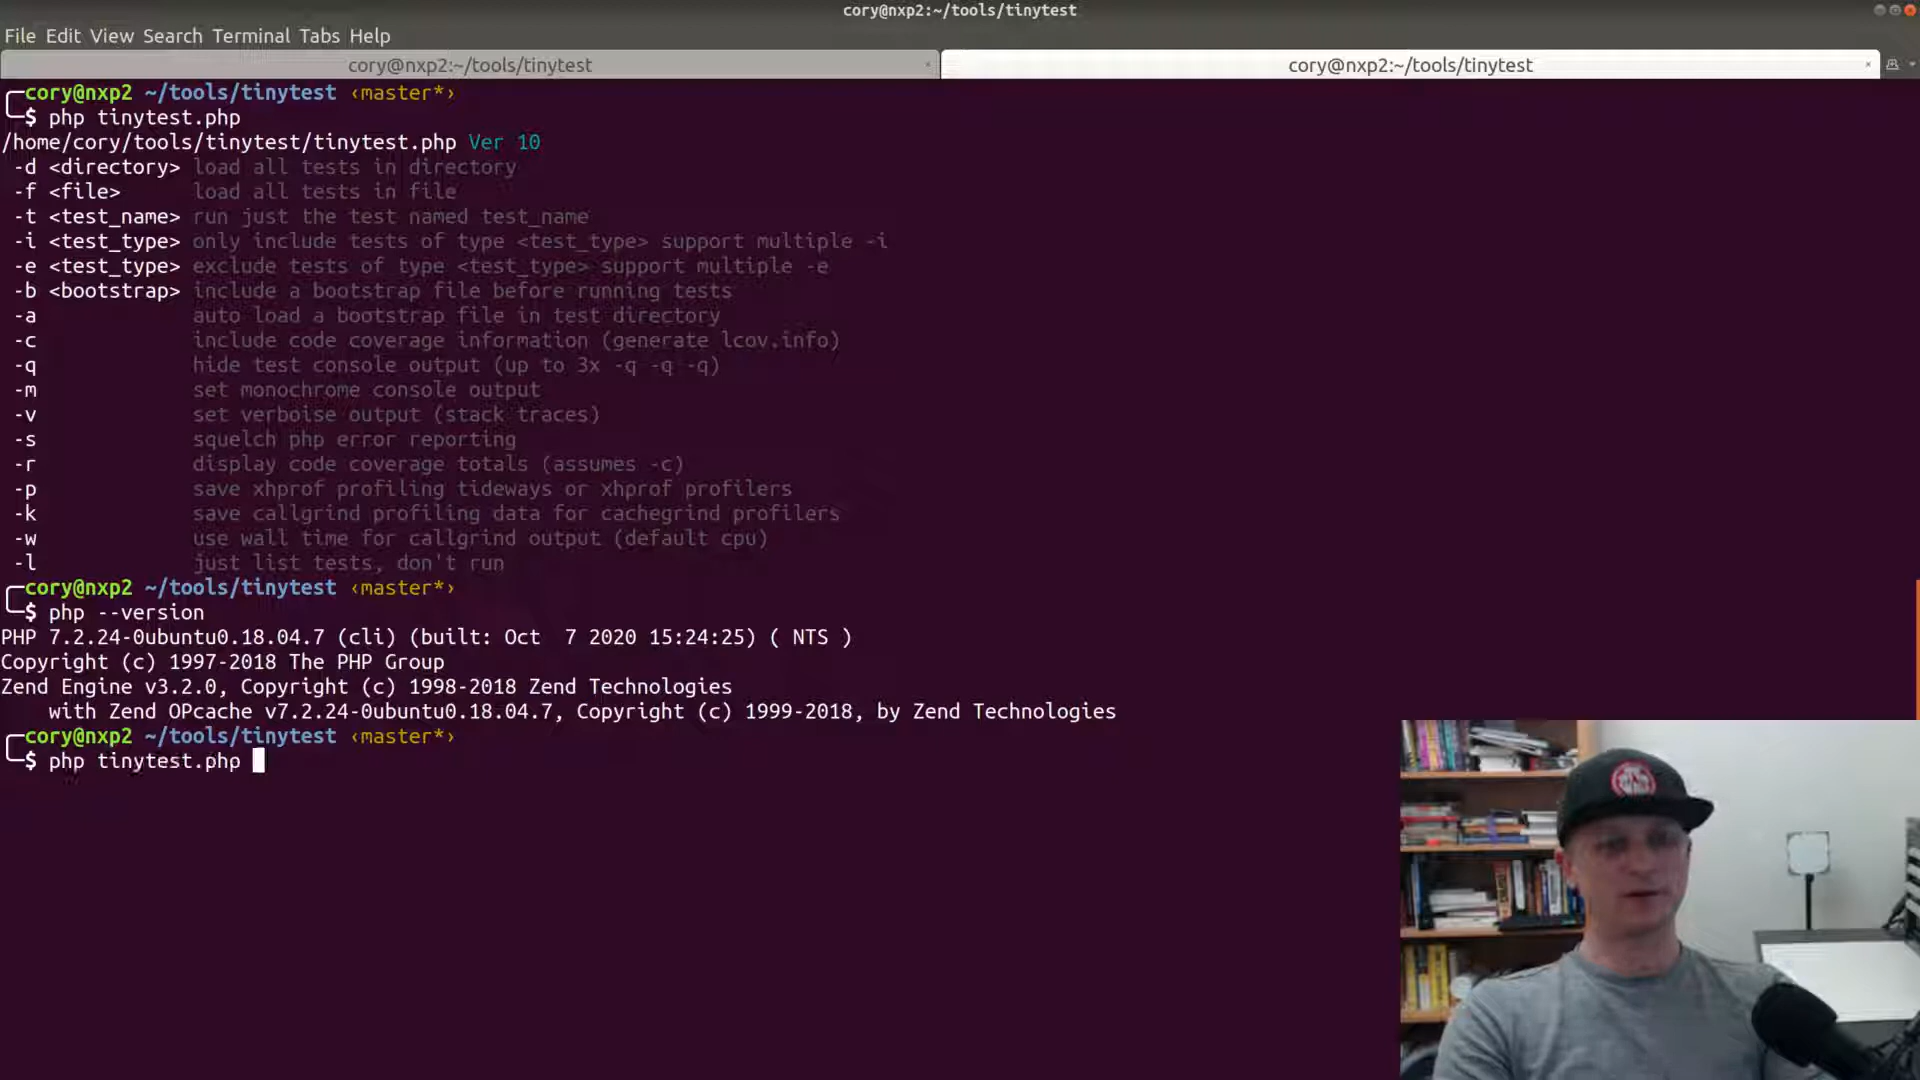 cory@nxp2:~/tools/tinytest
File Edit View Search Terminal Tabs Help
cory@nxp2:~/tools/tinytest × cory@nxp2:~/tools/tinytest ×
cory@nxp2 ~/tools/tinytest ‹master*›
$ php tinytest.php
/home/cory/tools/tinytest/tinytest.php Ver 10
-d <directory> load all tests in directory
-f <file> load all tests in file
-t <test_name> run just the test named test_name
-i <test_type> only include tests of type <test_type> support multiple -i
-e <test_type> exclude tests of type <test_type> support multiple -e
-b <bootstrap> include a bootstrap file before running tests
-a auto load a bootstrap file in test directory
-c include code coverage information (generate lcov.info)
-q hide test console output (up to 3x -q -q -q)
-m set monochrome console output
-v set verboise output (stack traces)
-s squelch php error reporting
-r display code coverage totals (assumes -c)
-p save xhprof profiling tideways or xhprof profilers
-k save callgrind profiling data for cachegrind profilers
-w use wall time for callgrind output (default cpu)
-l just list tests, don't run
cory@nxp2 ~/tools/tinytest ‹master*›
$ php --version
PHP 7.2.24-0ubuntu0.18.04.7 (cli) (built: Oct  7 2020 15:24:25) ( NTS )
Copyright (c) 1997-2018 The PHP Group
Zend Engine v3.2.0, Copyright (c) 1998-2018 Zend Technologies
with Zend OPcache v7.2.24-0ubuntu0.18.04.7, Copyright (c) 1999-2018, by Zend Technologies
cory@nxp2 ~/tools/tinytest ‹master*›
$ php tinytest.php